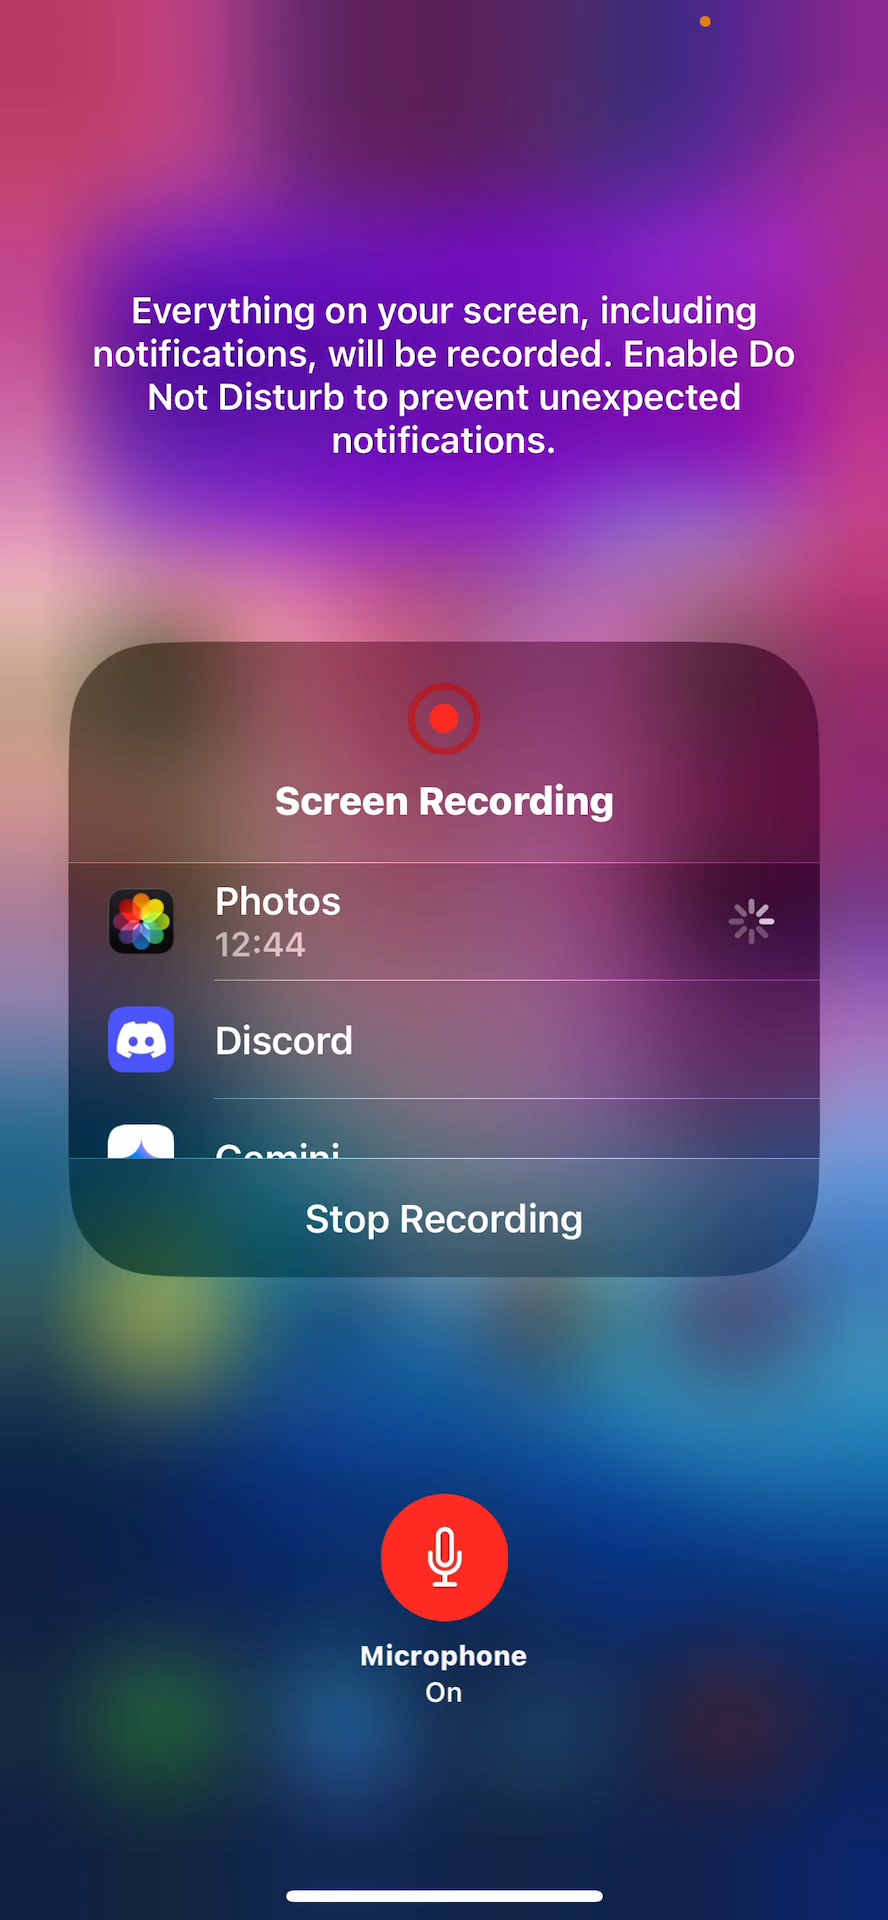 Everything on your screen, including
notifications, will be recorded. Enable Do
Not Disturb to prevent unexpected
notifications.
Screen Recording
Photos
12:44
Discord
Gemini
Stop Recording
Microphone
On